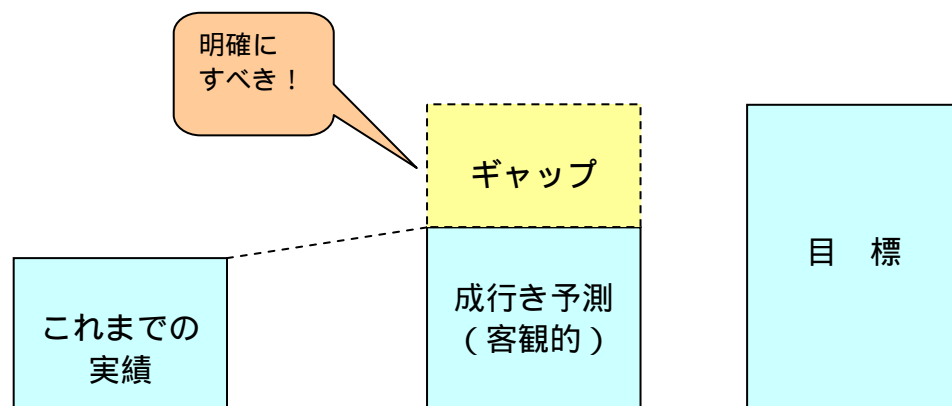 明確に
すべき！
ギャップ
目　標
成行き予測
（客観的）
これまでの
実績